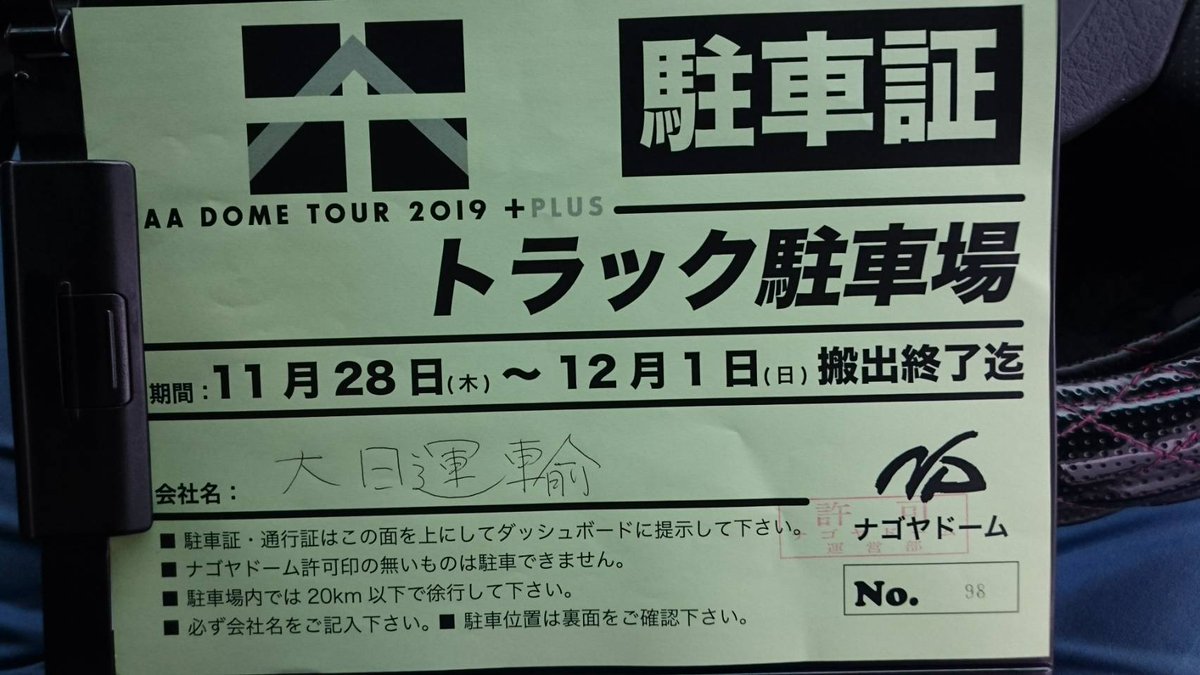 駐車証
AA DOME TOUR 2019 +PLUS
トラック駐車場
期間：11月28日(木)～12月1日(日)搬出終了迄
会社名：大日運輸
■ 駐車証・通行証はこの面を上にしてダッシュボードに提示して下さい。
■ ナゴヤドーム許可印の無いものは駐車できません。
■ 駐車場内では20km以下で徐行して下さい。
■ 必ず会社名をご記入下さい。■ 駐車位置は裏面をご確認下さい。
ND
ナゴヤドーム
許可
運営部
No. 98